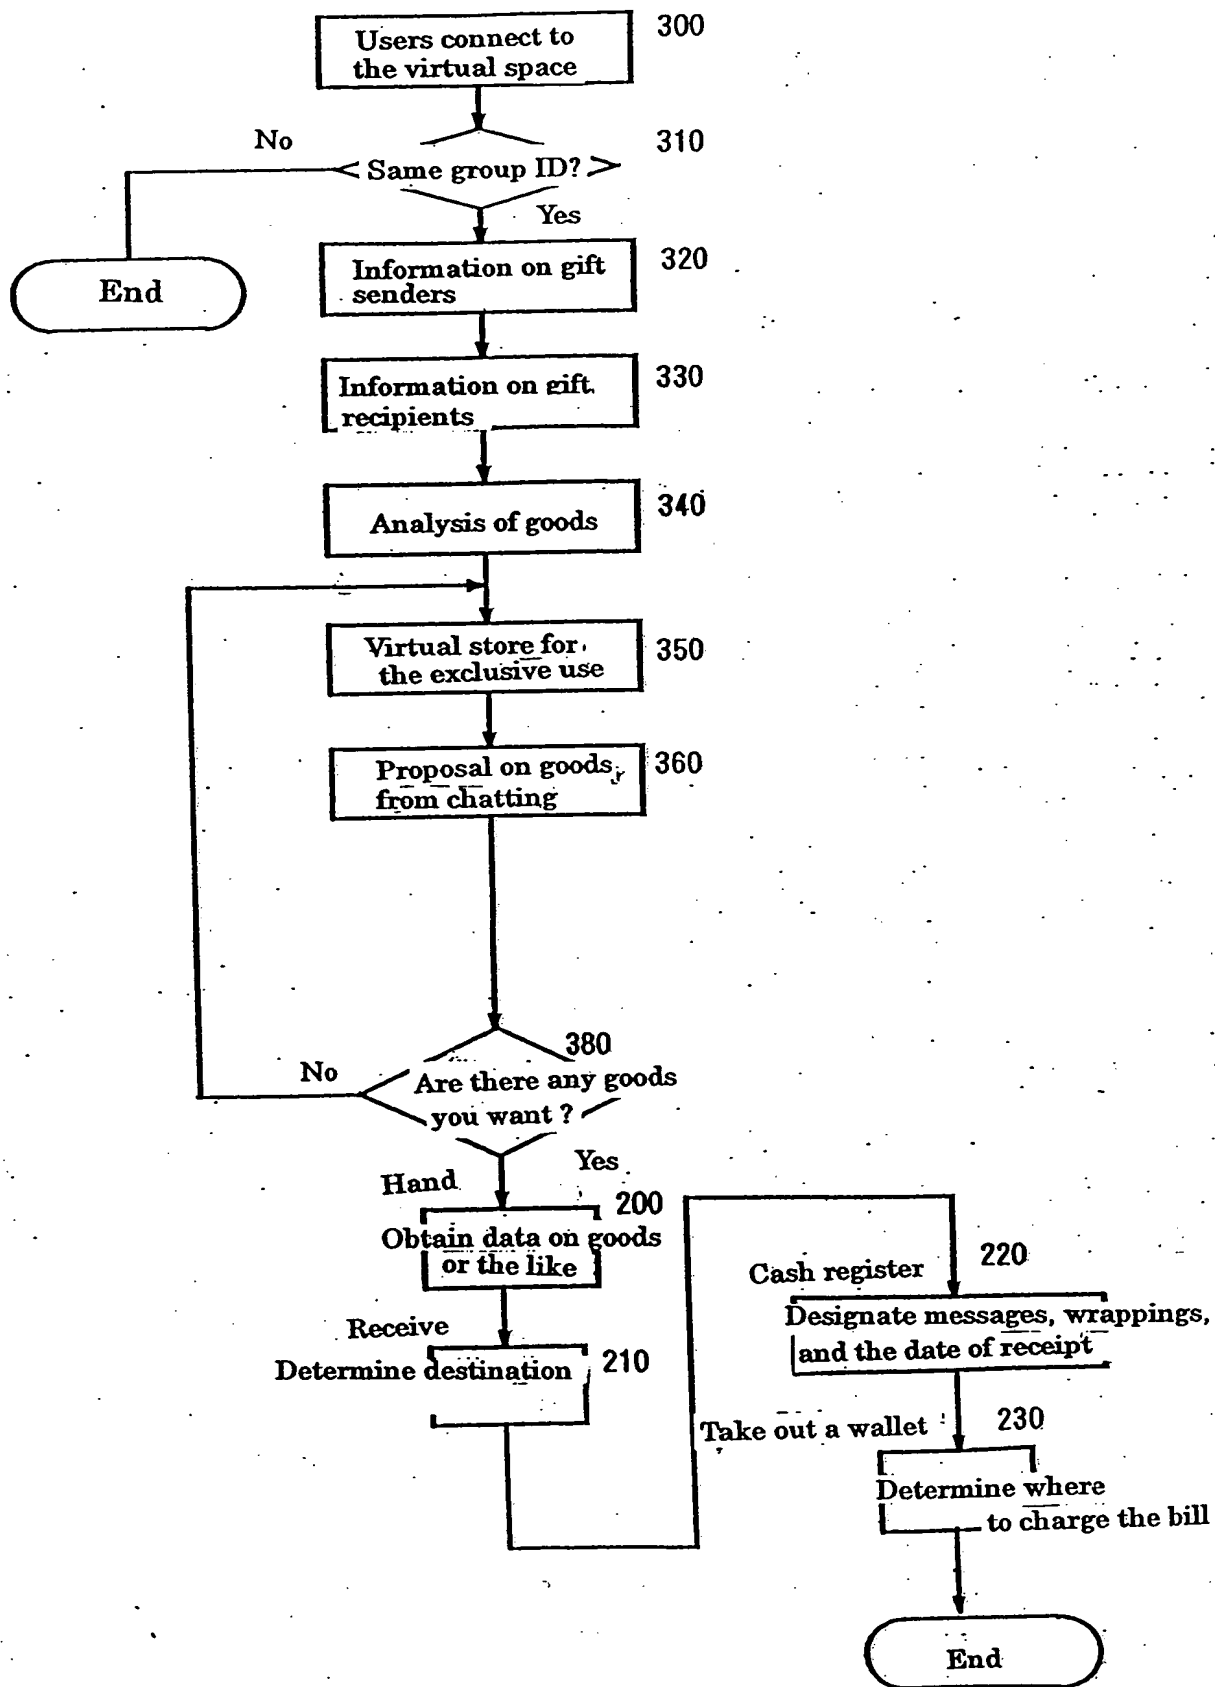 Users connect to
the virtual space
300
No
310
Same group ID?
Yes
End
Information on gift
senders
320
Information on gift
recipients
330
Analysis of goods
340
Virtual store for
the exclusive use
350
Proposal on goods
from chatting
360
380
No
Are there any goods
you want ?
Yes
Hand
200
Obtain data on goods
or the like
Receive
Determine destination
210
220
Cash register
Designate messages, wrappings,
and the date of receipt
Take out a wallet
230
Determine where
to charge the bill
End